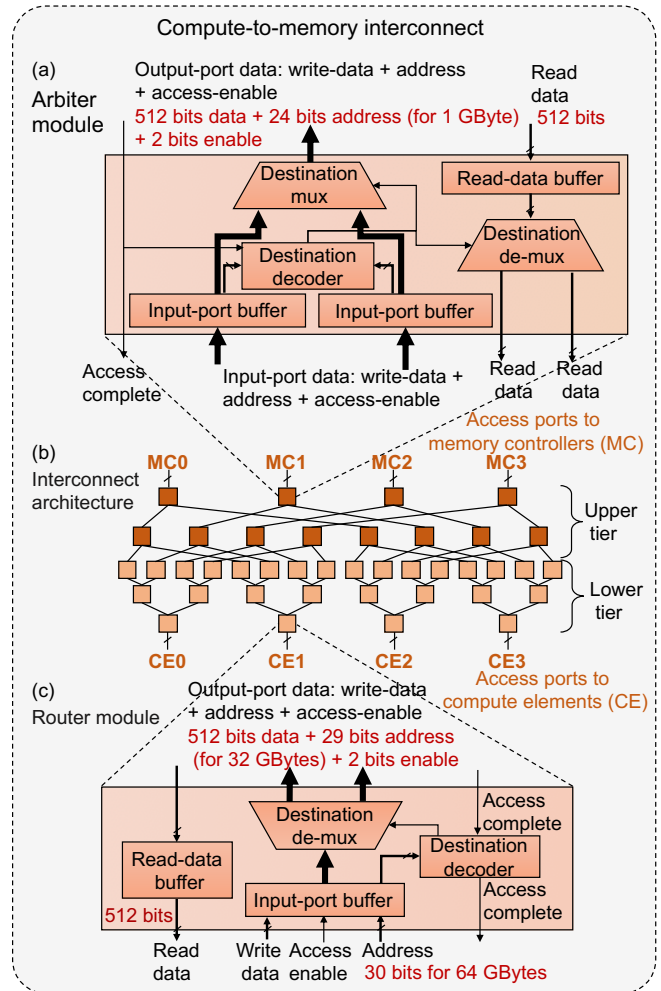 Compute-to-memory interconnect
(a)
Arbiter
module
Output-port data: write-data + address
+ access-enable
512 bits data + 24 bits address (for 1 GByte)
+ 2 bits enable
Read
data
512 bits
Destination
mux
Read-data buffer
Destination
decoder
Destination
de-mux
Input-port buffer
Input-port buffer
Access
complete
Input-port data: write-data +
address + access-enable
Read
data
Read
data
Access ports to
memory controllers (MC)
(b)
Interconnect
architecture
MC0
MC1
MC2
MC3
Upper
tier
Lower
tier
CE0
CE1
CE2
CE3
Access ports to
compute elements (CE)
(c)
Router module
Output-port data: write-data
+ address + access-enable
512 bits data + 29 bits address
(for 32 GBytes) + 2 bits enable
Access
complete
Destination
de-mux
Destination
decoder
Read-data
buffer
Input-port buffer
Access
complete
512 bits
Read
data
Write
data
Access
enable
Address
30 bits for 64 GBytes